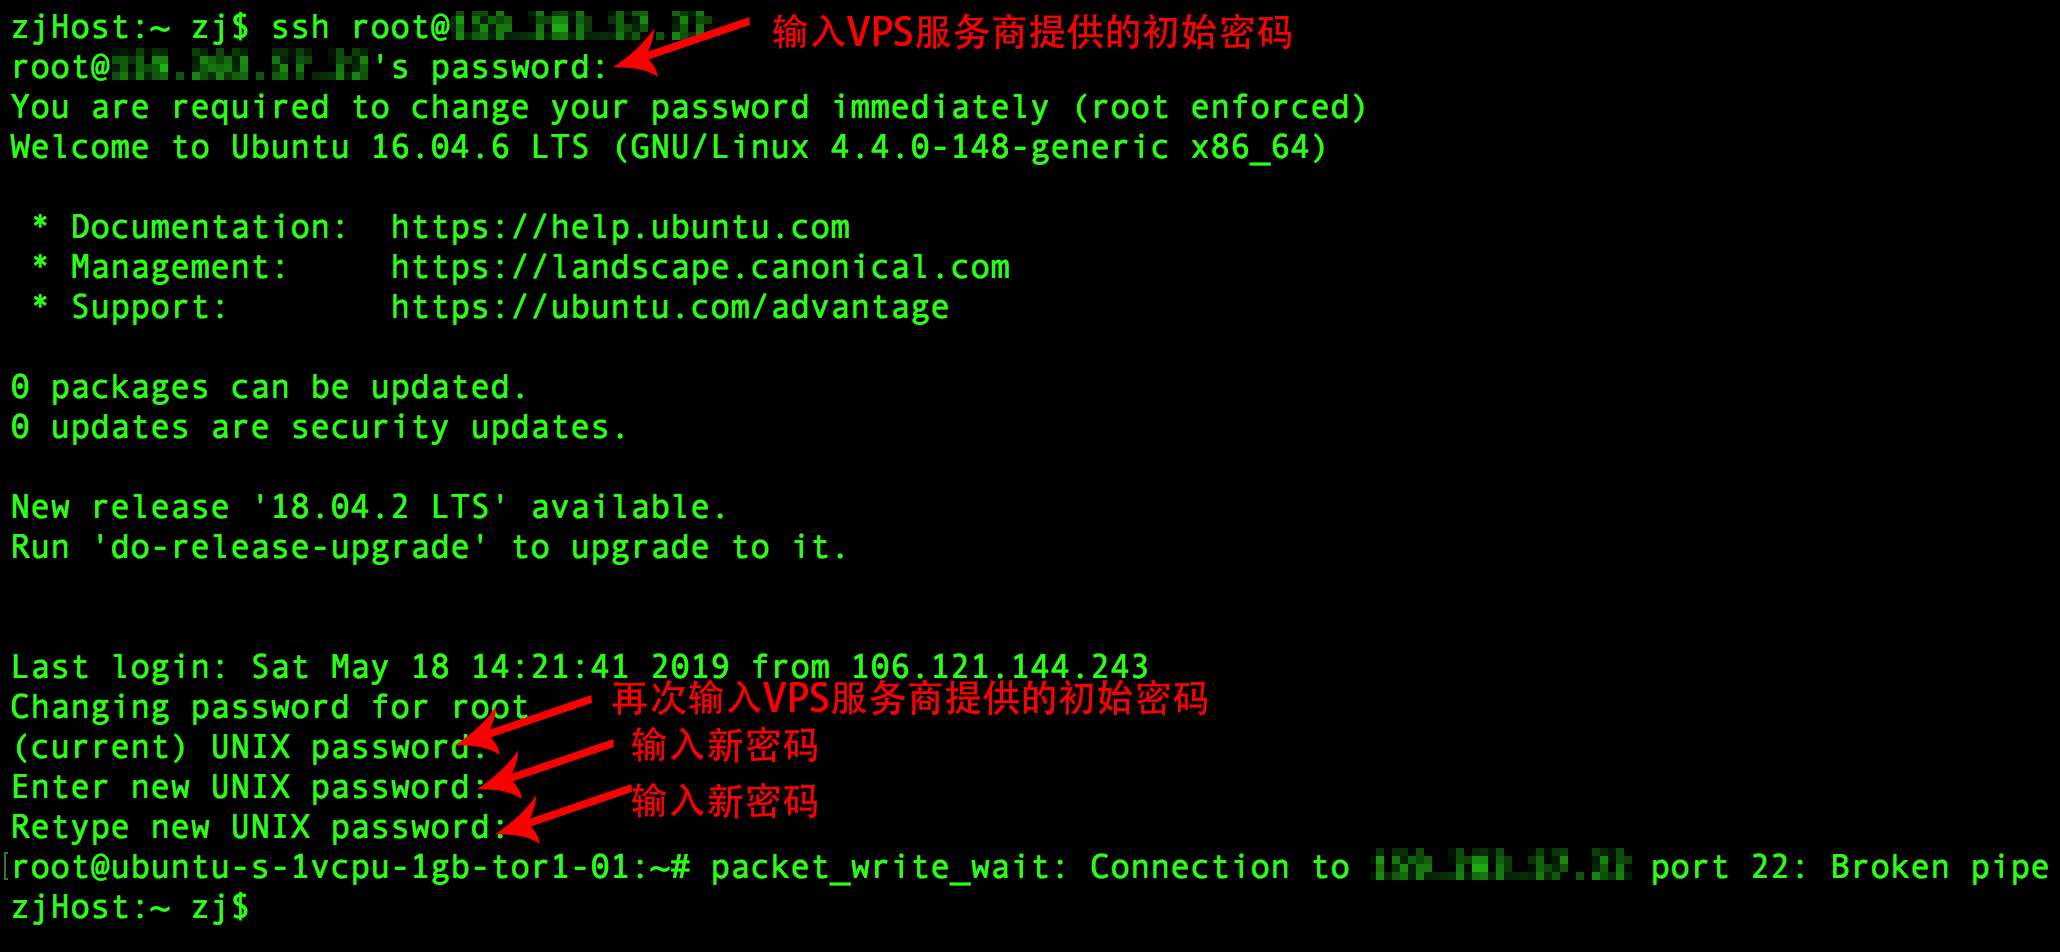 zjHost:~ zj$ ssh root@
输入VPS服务商提供的初始密码
root@ 's password:
You are required to change your password immediately (root enforced)
Welcome to Ubuntu 16.04.6 LTS (GNU/Linux 4.4.0-148-generic x86_64)
* Documentation:  https://help.ubuntu.com
* Management:     https://landscape.canonical.com
* Support:        https://ubuntu.com/advantage
0 packages can be updated.
0 updates are security updates.
New release '18.04.2 LTS' available.
Run 'do-release-upgrade' to upgrade to it.
Last login: Sat May 18 14:21:41 2019 from 106.121.144.243
Changing password for root
再次输入VPS服务商提供的初始密码
(current) UNIX password:
输入新密码
Enter new UNIX password:
输入新密码
Retype new UNIX password:
root@ubuntu-s-1vcpu-1gb-tor1-01:~# packet_write_wait: Connection to port 22: Broken pipe
zjHost:~ zj$